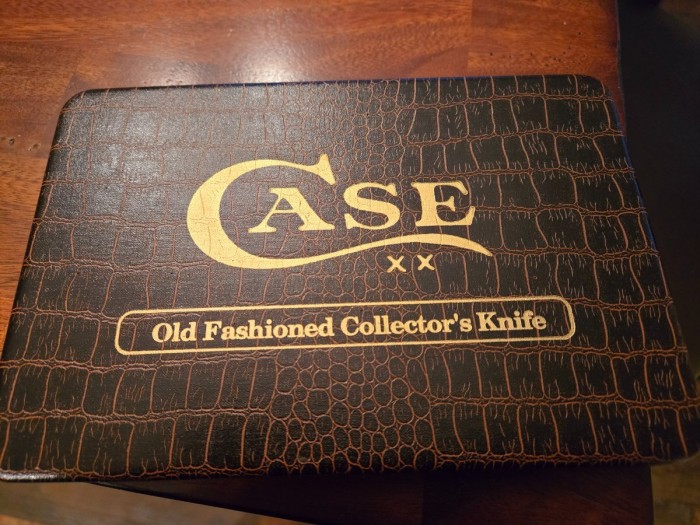 CASE
XX
Old Fashioned Collector's Knife